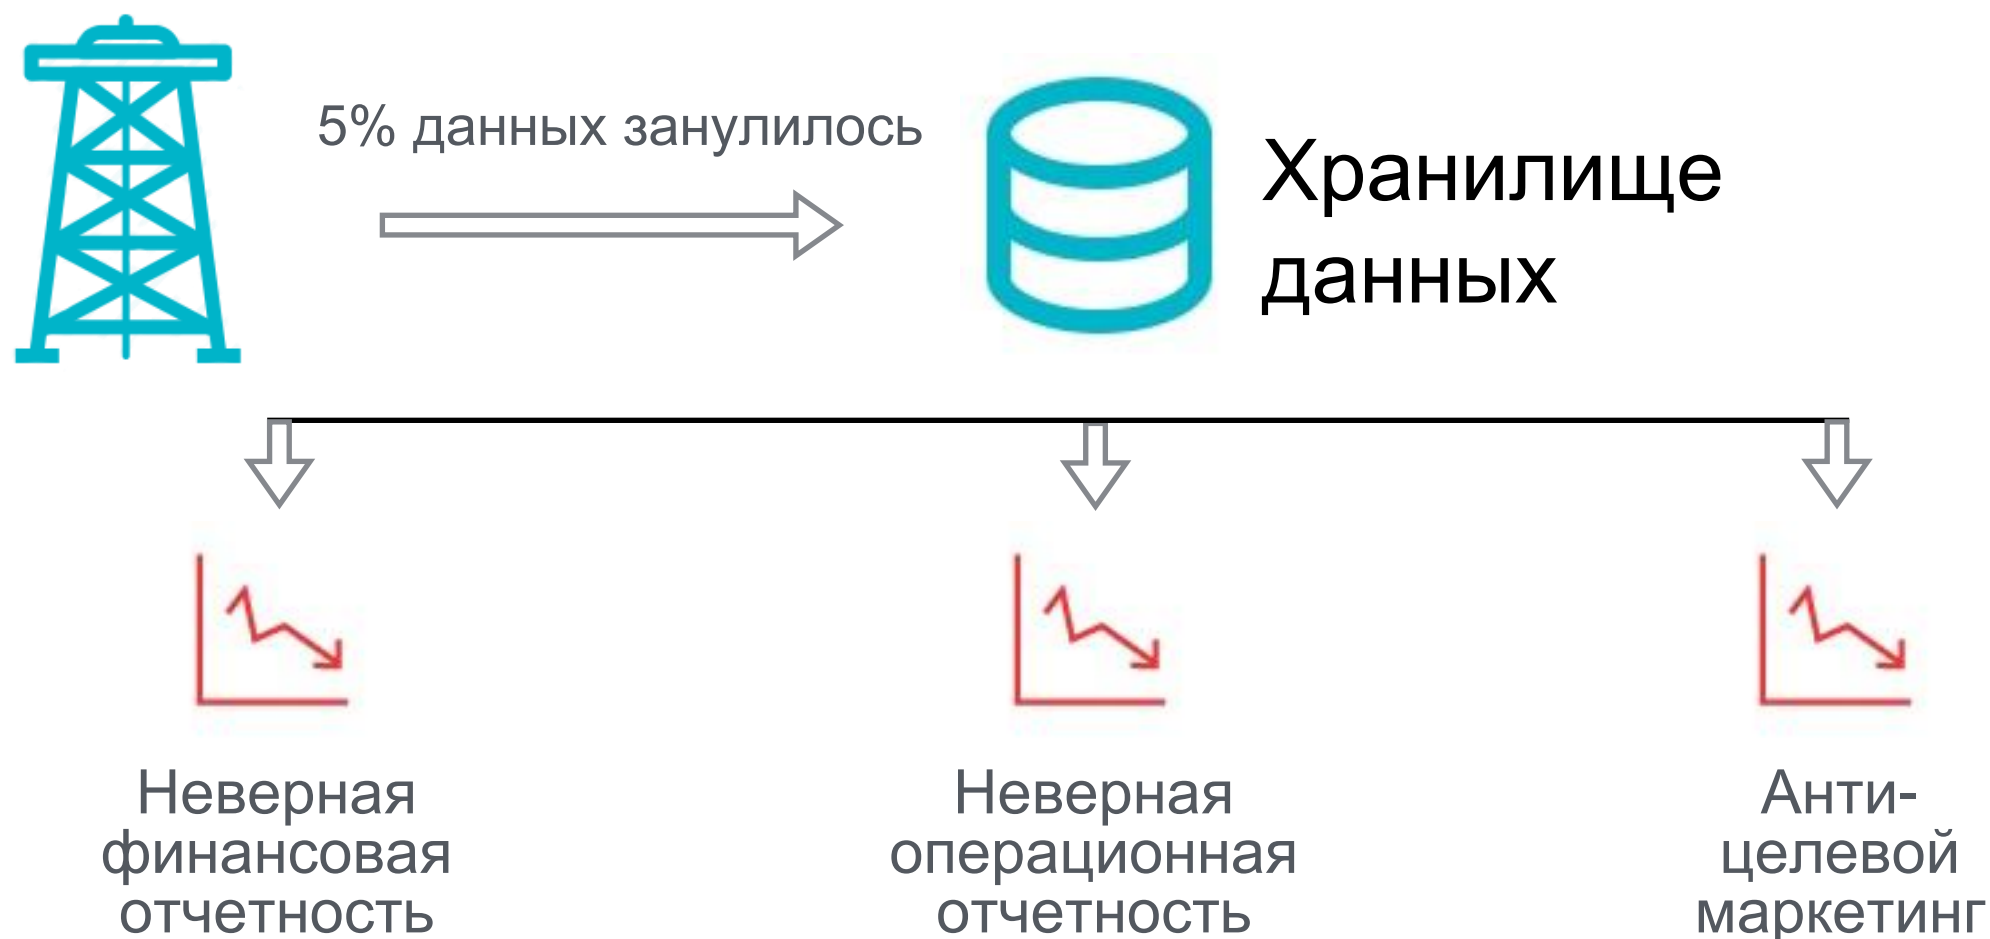 5% данных занулилось
Хранилище
данных
Неверная
финансовая
отчетность
Неверная
операционная
отчетность
Анти-
целевой
маркетинг